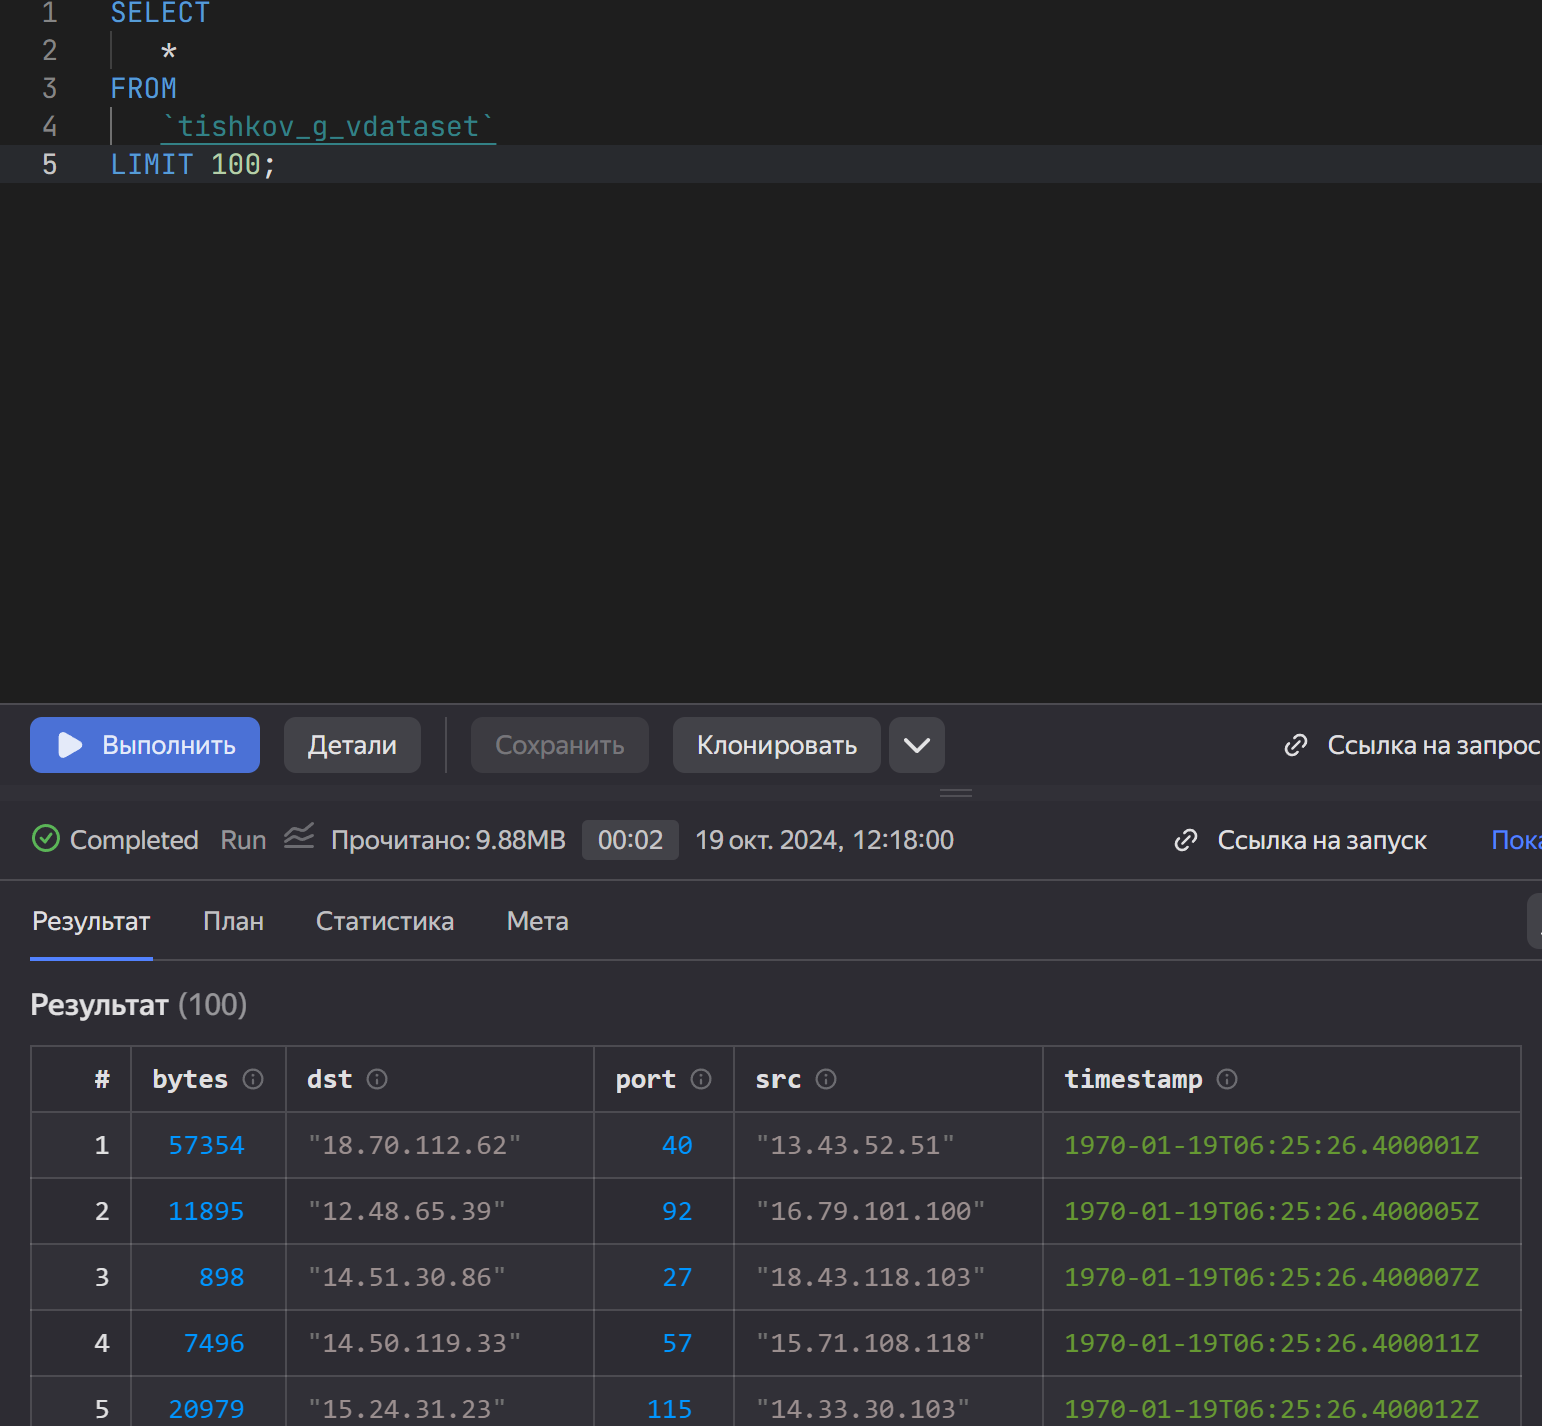 1 SELECT
2 *
3 FROM
4 `tishkov_g_vdataset`
5 LIMIT 100;
Выполнить Детали Сохранить Клонировать Ссылка на запрос
Completed Run Прочитано: 9.88MB 00:02 19 окт. 2024, 12:18:00 Ссылка на запуск Пока
Результат План Статистика Мета
Результат (100)
# bytes dst port src timestamp
1 57354 "18.70.112.62" 40 "13.43.52.51" 1970-01-19T06:25:26.400001Z
2 11895 "12.48.65.39" 92 "16.79.101.100" 1970-01-19T06:25:26.400005Z
3 898 "14.51.30.86" 27 "18.43.118.103" 1970-01-19T06:25:26.400007Z
4 7496 "14.50.119.33" 57 "15.71.108.118" 1970-01-19T06:25:26.400011Z
5 20979 "15.24.31.23" 115 "14.33.30.103" 1970-01-19T06:25:26.400012Z